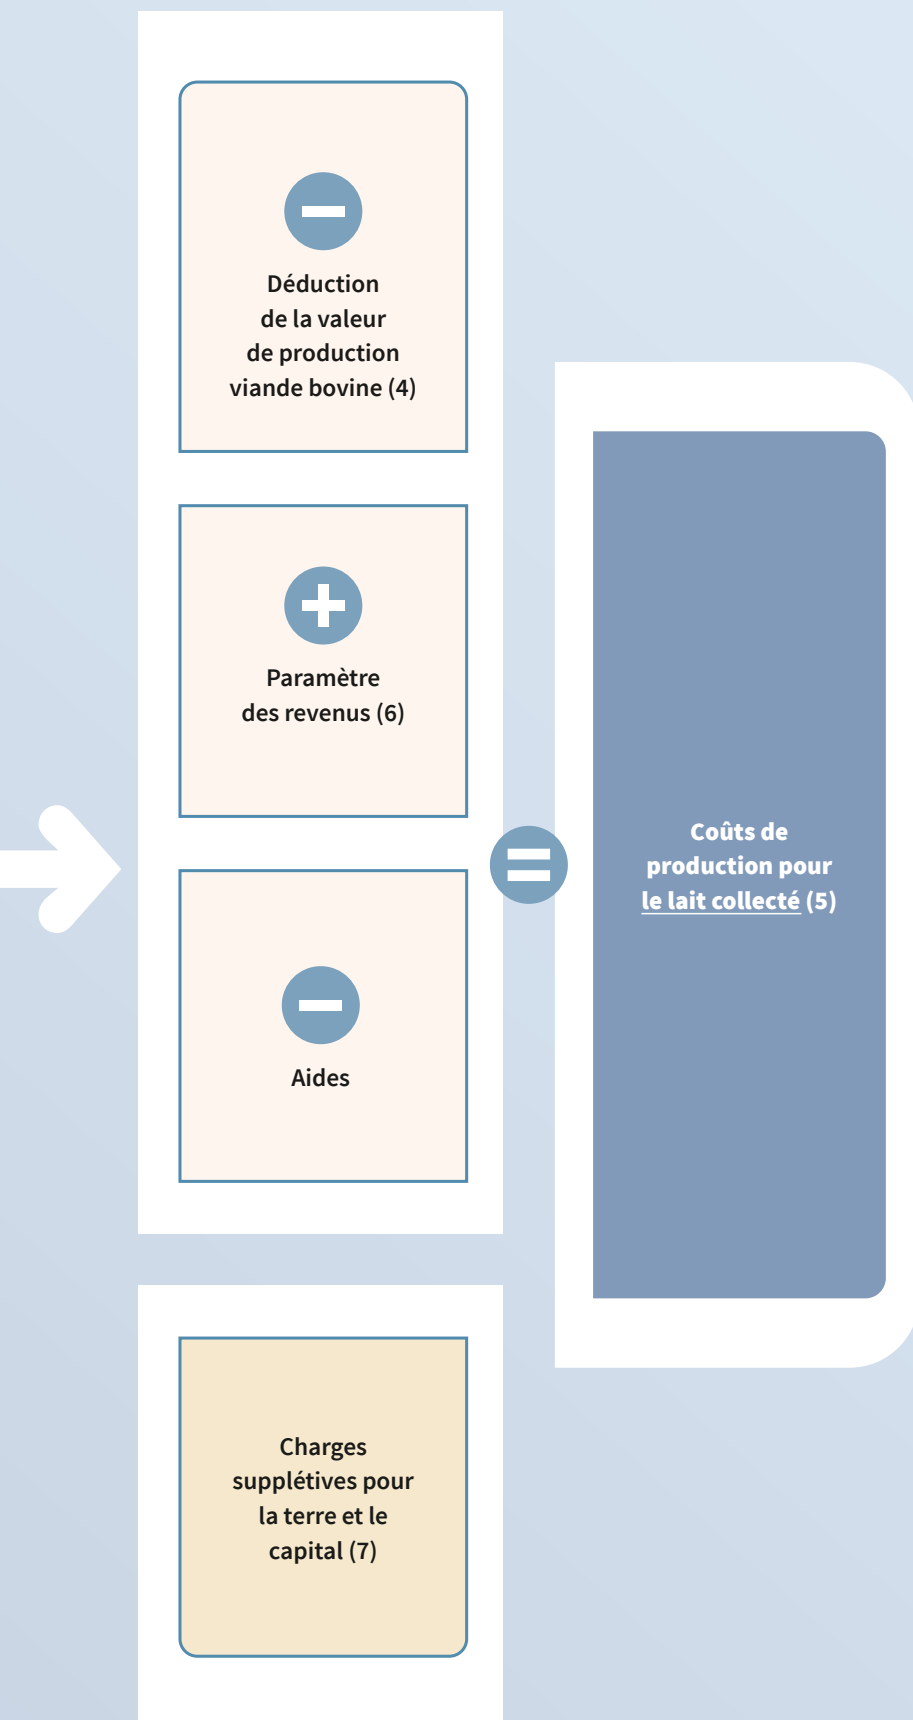 Déduction
de la valeur
de production
viande bovine (4)
Paramètre
des revenus (6)
Aides
Coûts de
production pour
le lait collecté (5)
Charges
supplétives pour
la terre et le
capital (7)